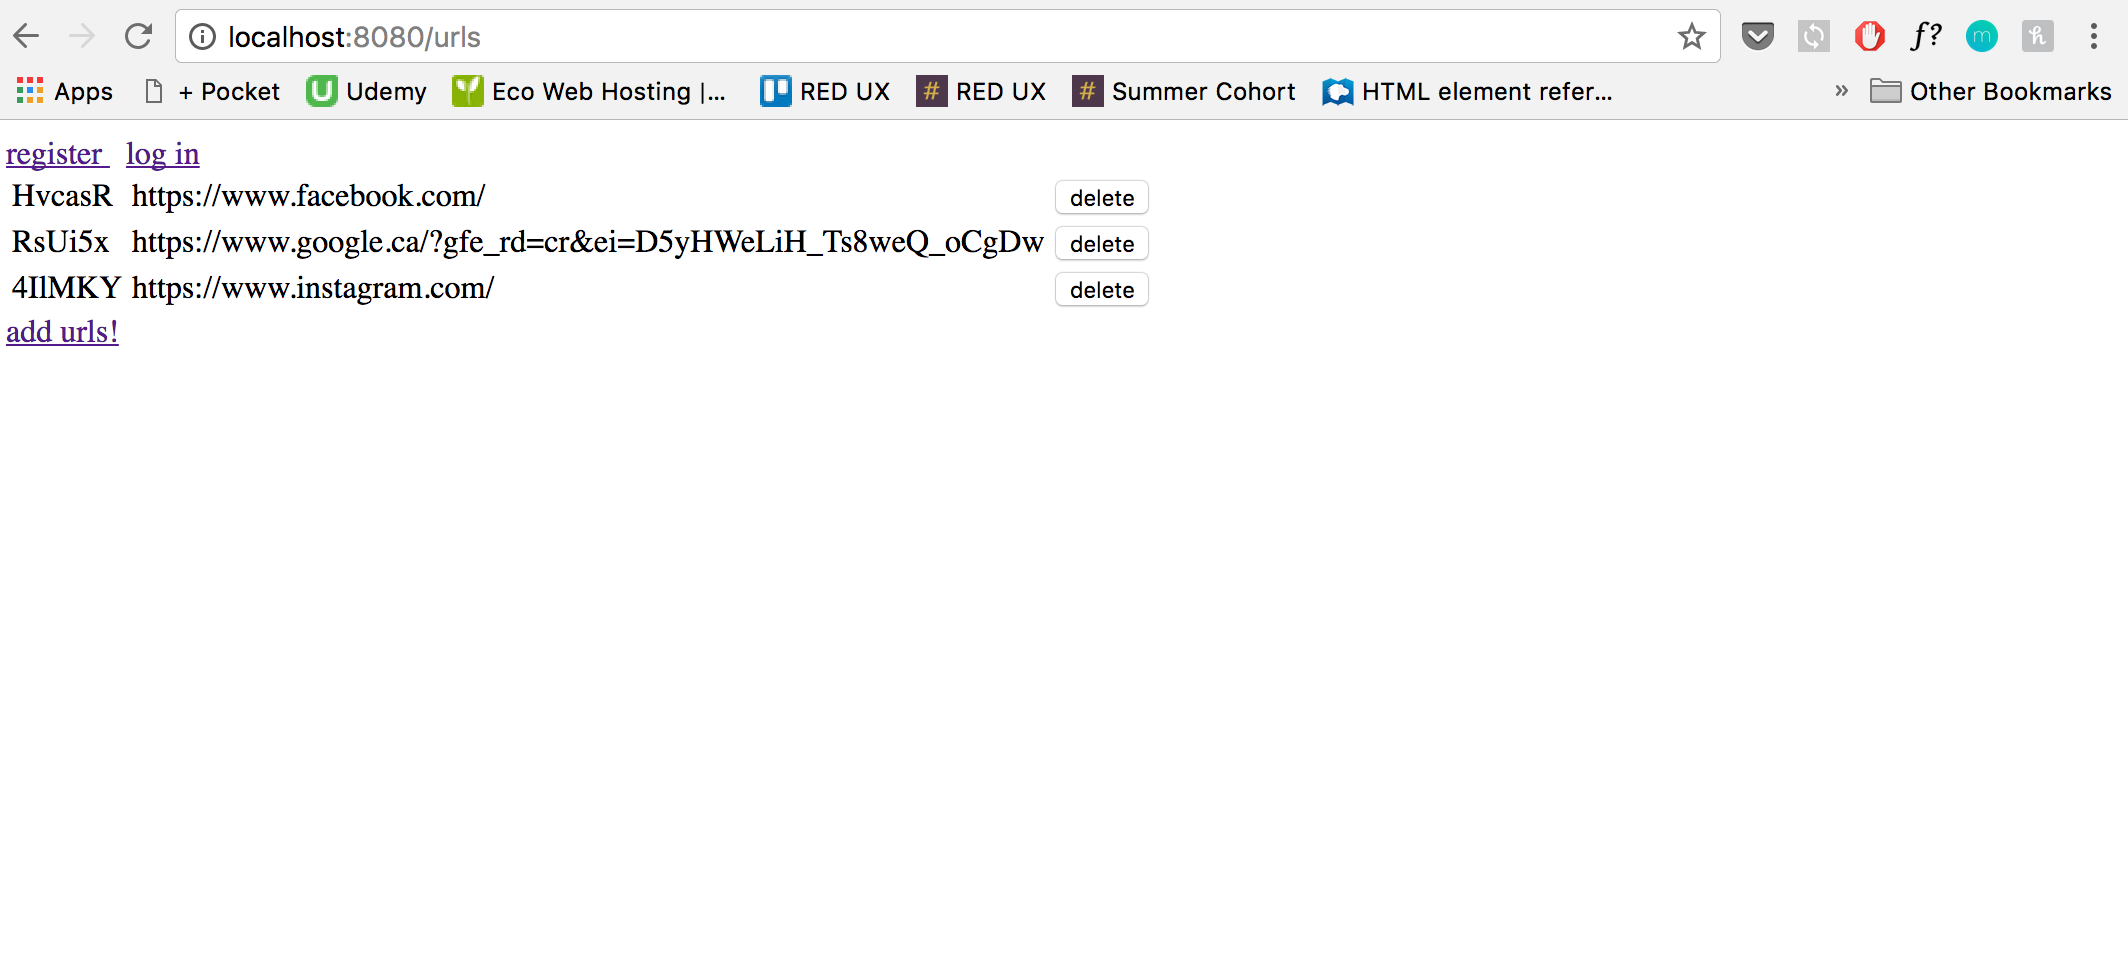 localhost:8080/urls f? m h
Apps + Pocket U Udemy Eco Web Hosting |... RED UX # RED UX # Summer Cohort HTML element refer... » Other Bookmarks
register log in
HvcasR https://www.facebook.com/ delete
RsUi5x https://www.google.ca/?gfe_rd=cr&ei=D5yHWeLiH_Ts8weQ_oCgDw delete
4IlMKY https://www.instagram.com/ delete
add urls!